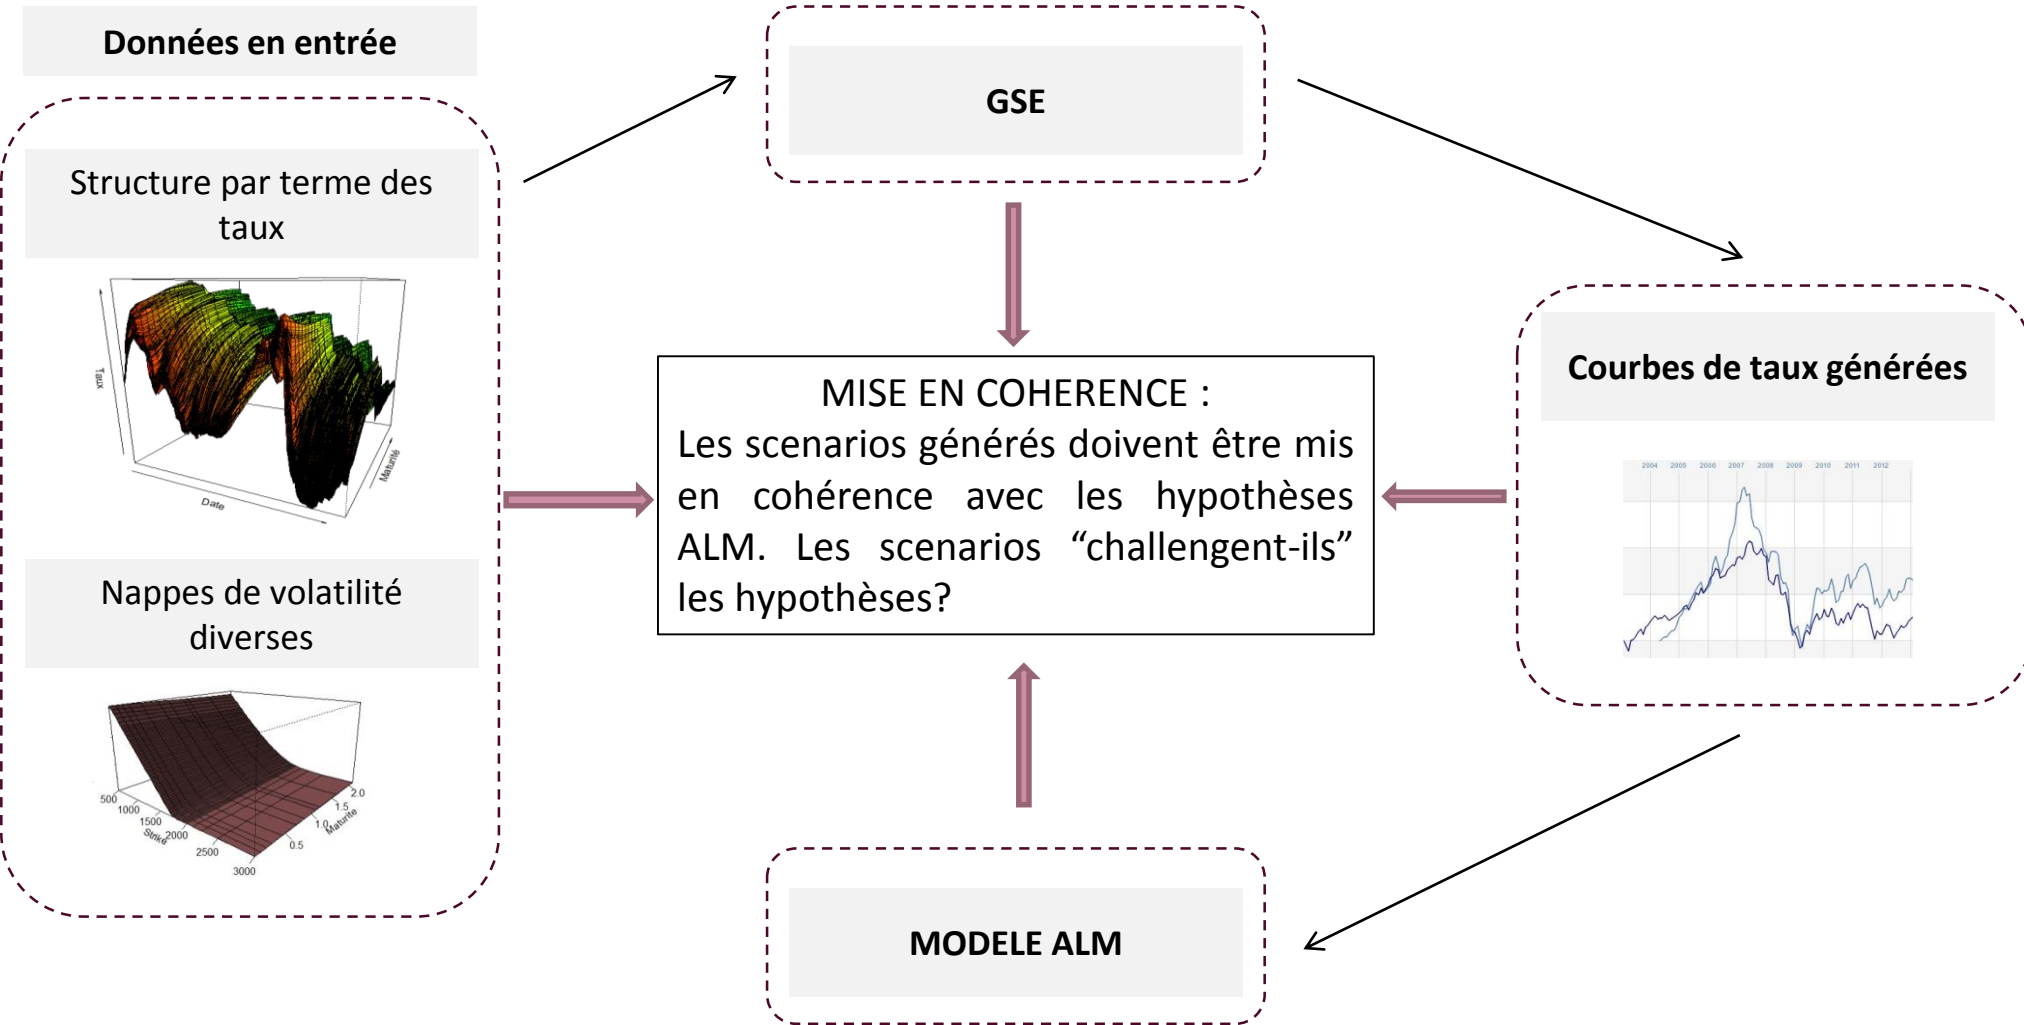 Données en entrée
Structure par terme des
taux
Taux
Date
Maturité
Nappes de volatilité
diverses
500
1000
1500
2000
2500
3000
Strike
0.5
1.0
1.5
2.0
Maturite
GSE
MISE EN COHERENCE :
Les scenarios générés doivent être mis
en cohérence avec les hypothèses
ALM. Les scenarios “challengent-ils”
les hypothèses?
MODELE ALM
Courbes de taux générées
2004 2005 2006 2007 2008 2009 2010 2011 2012